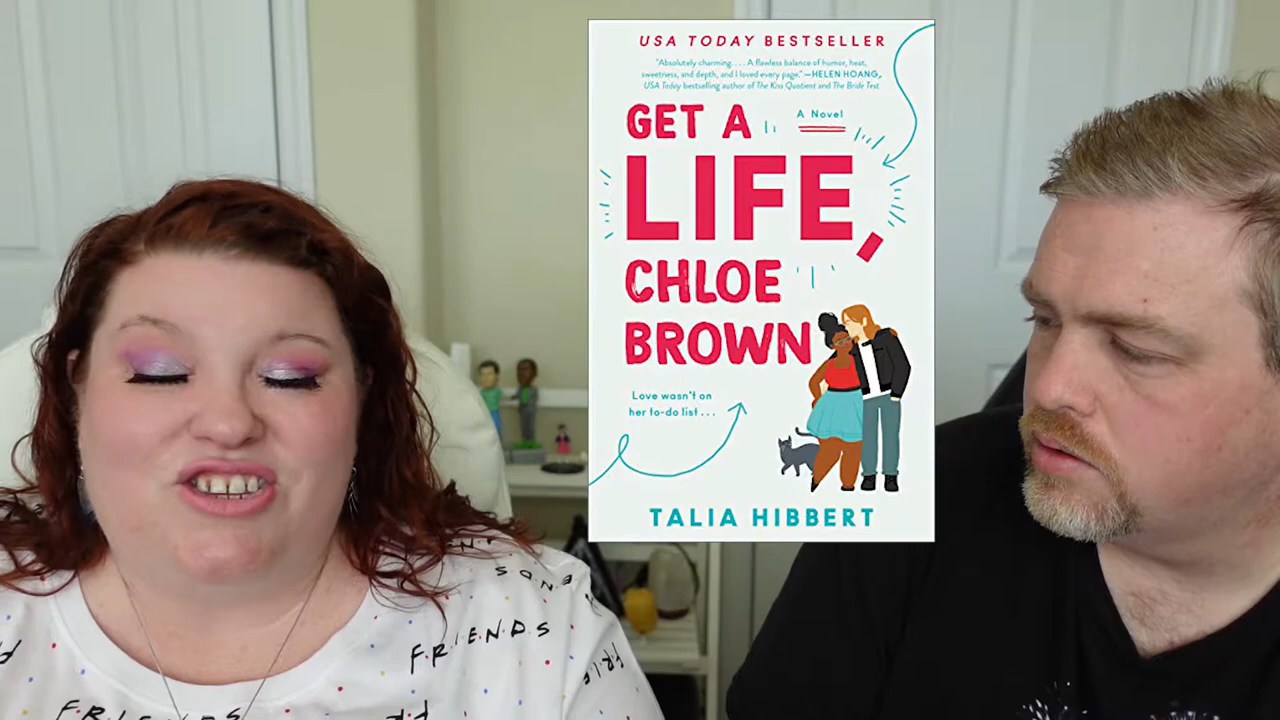 USA TODAY BESTSELLER
"Absolutely charming. . . . A flawless balance of humor, heat,
sweetness, and depth, and I loved every page."—HELEN HOANG,
USA Today bestselling author of The Kiss Quotient and The Bride Test
GET A
A Novel
LIFE,
CHLOE
BROWN
Love wasn't on
her to-do list . . .
TALIA HIBBERT
F·R·I·E·N·D·S
F·R·I·E·N·D·S